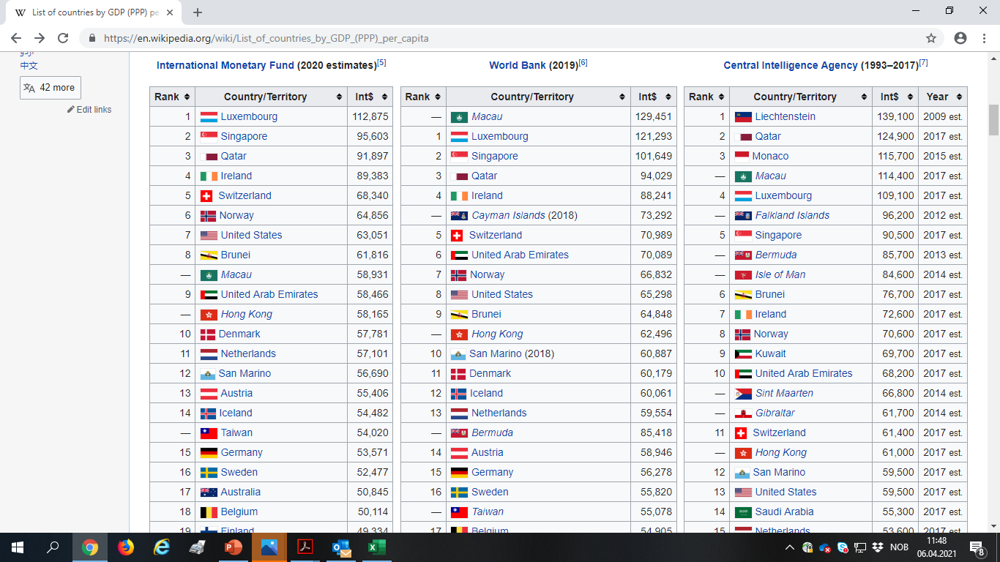 List of countries by GDP (PPP) pe
https://en.wikipedia.org/wiki/List_of_countries_by_GDP_(PPP)_per_capita
中文
42 more
Edit links
International Monetary Fund (2020 estimates)[5]
Rank Country/Territory Int$
1 Luxembourg 112,875
2 Singapore 95,603
3 Qatar 91,897
4 Ireland 89,383
5 Switzerland 68,340
6 Norway 64,856
7 United States 63,051
8 Brunei 61,816
— Macau 58,931
9 United Arab Emirates 58,466
— Hong Kong 58,165
10 Denmark 57,781
11 Netherlands 57,101
12 San Marino 56,690
13 Austria 55,406
14 Iceland 54,482
— Taiwan 54,020
15 Germany 53,571
16 Sweden 52,477
17 Australia 50,845
18 Belgium 50,114
19 Finland 49,334
World Bank (2019)[6]
Rank Country/Territory Int$
— Macau 129,451
1 Luxembourg 121,293
2 Singapore 101,649
3 Qatar 94,029
4 Ireland 88,241
— Cayman Islands (2018) 73,292
5 Switzerland 70,989
6 United Arab Emirates 70,089
7 Norway 66,832
8 United States 65,298
9 Brunei 64,848
— Hong Kong 62,496
10 San Marino (2018) 60,887
11 Denmark 60,179
12 Iceland 60,061
13 Netherlands 59,554
— Bermuda 85,418
14 Austria 58,946
15 Germany 56,278
16 Sweden 55,820
— Taiwan 55,078
17 Belgium 54,905
Central Intelligence Agency (1993–2017)[7]
Rank Country/Territory Int$ Year
1 Liechtenstein 139,100 2009 est.
2 Qatar 124,900 2017 est.
3 Monaco 115,700 2015 est.
— Macau 114,400 2017 est.
4 Luxembourg 109,100 2017 est.
— Falkland Islands 96,200 2012 est.
5 Singapore 90,500 2017 est.
— Bermuda 85,700 2013 est.
— Isle of Man 84,600 2014 est.
6 Brunei 76,700 2017 est.
7 Ireland 72,600 2017 est.
8 Norway 70,600 2017 est.
9 Kuwait 69,700 2017 est.
10 United Arab Emirates 68,200 2017 est.
— Sint Maarten 66,800 2014 est.
— Gibraltar 61,700 2014 est.
11 Switzerland 61,400 2017 est.
— Hong Kong 61,000 2017 est.
12 San Marino 59,500 2017 est.
13 United States 59,500 2017 est.
14 Saudi Arabia 55,300 2017 est.
15 Netherlands 53,600 2017 est.
NOB
11:48
06.04.2021
8